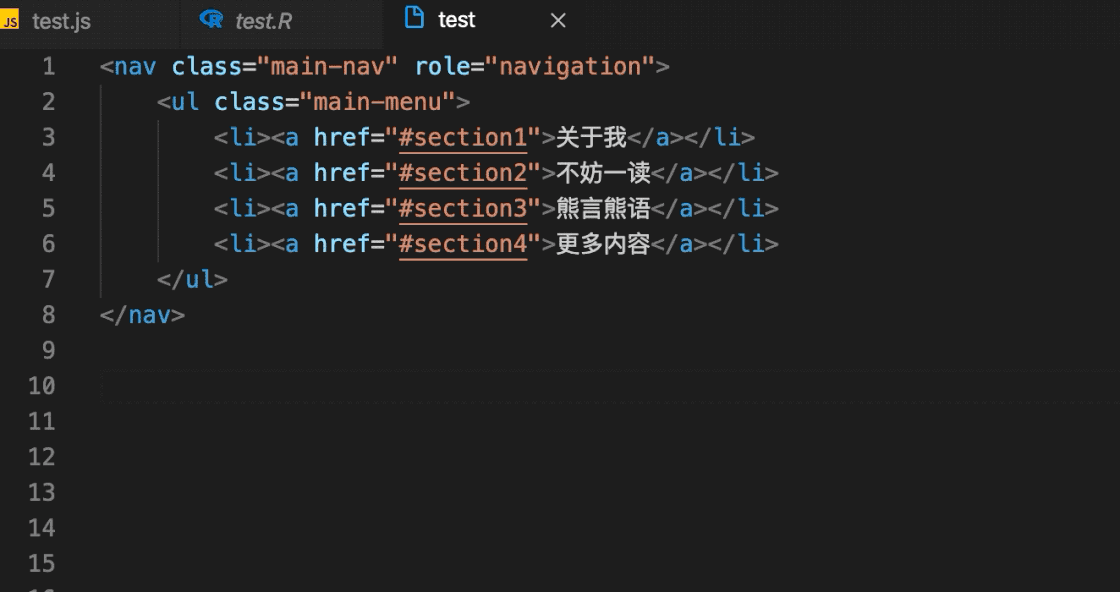 test.js test.R test
1 <nav class="main-nav" role="navigation">
2 <ul class="main-menu">
3 <li><a href="#section1">关于我</a></li>
4 <li><a href="#section2">不妨一读</a></li>
5 <li><a href="#section3">熊言熊语</a></li>
6 <li><a href="#section4">更多内容</a></li>
7 </ul>
8 </nav>
9
10
11
12
13
14
15